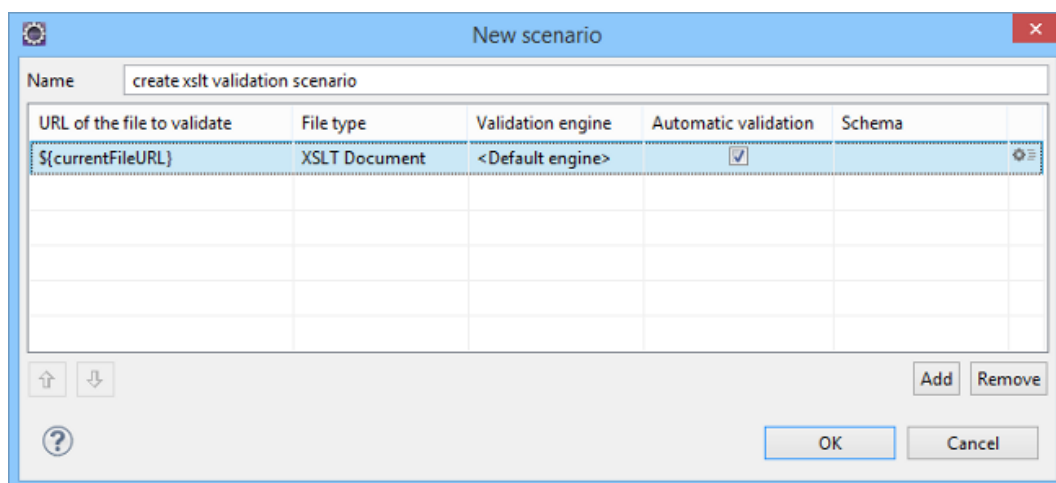 New scenario
Name create xslt validation scenario
URL of the file to validate File type Validation engine Automatic validation Schema
${currentFileURL} XSLT Document <Default engine>
Add Remove
OK Cancel